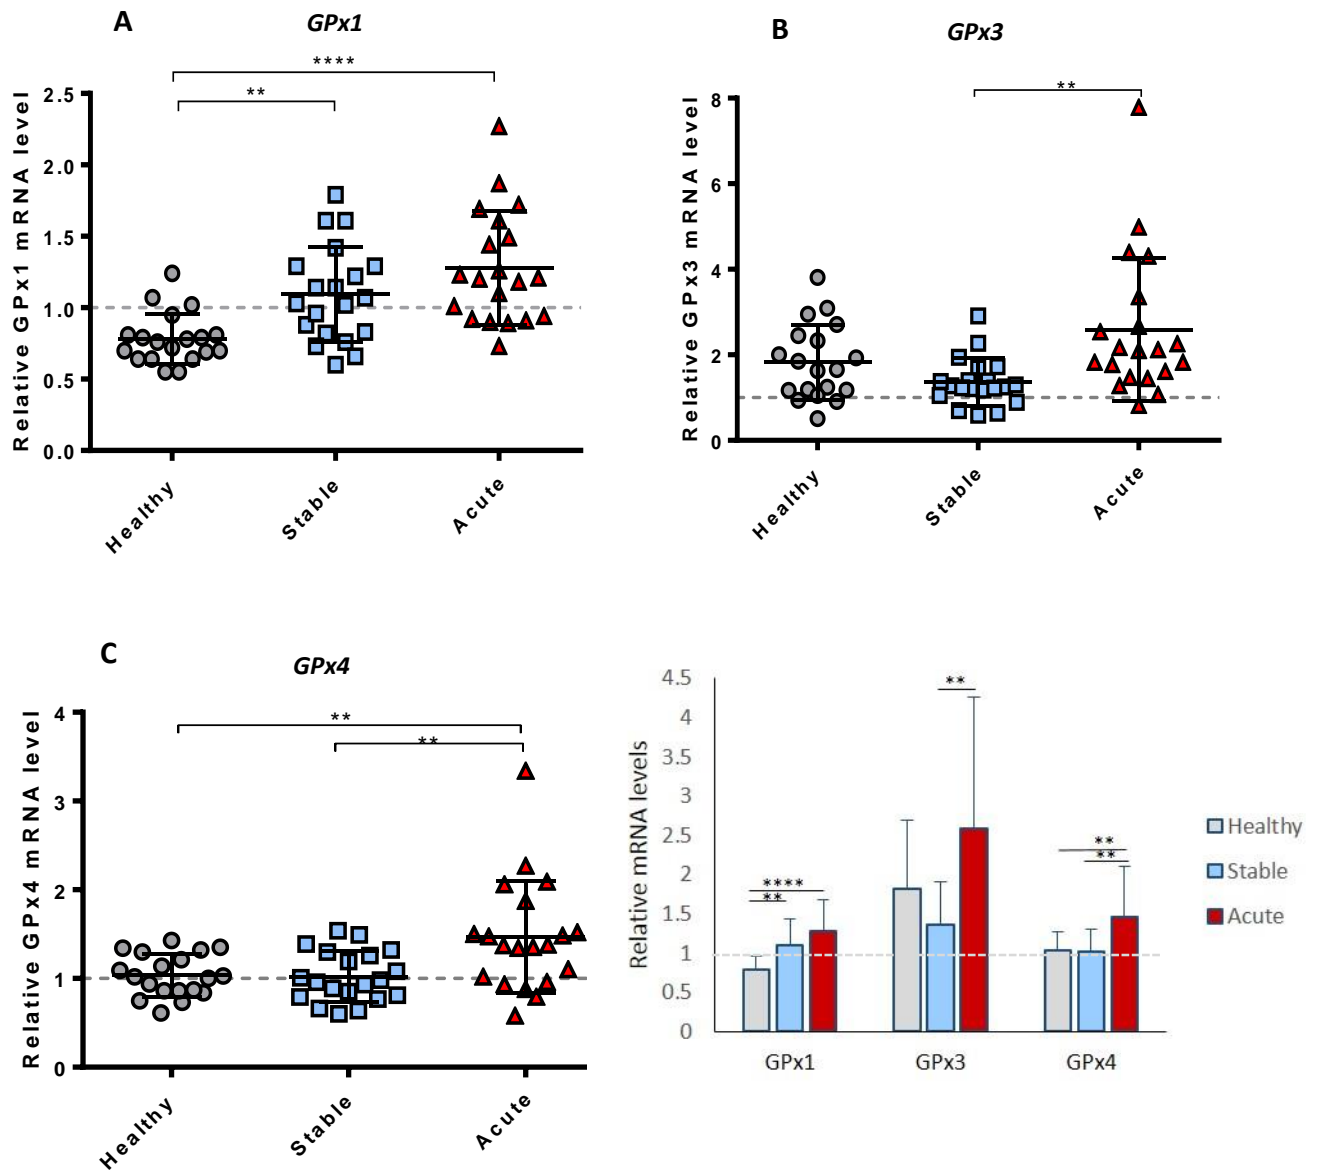 A
GPx1
****
**
Relative GPx1 mRNA level
2.5
2.0
1.5
1.0
0.5
0.0
Healthy
Stable
Acute
B
GPx3
**
Relative GPx3 mRNA level
8
6
4
2
0
Healthy
Stable
Acute
C
GPx4
**
**
Relative GPx4 mRNA level
4
3
2
1
0
Healthy
Stable
Acute
Relative mRNA levels
4.5
4
3.5
3
2.5
2
1.5
1
0.5
0
****
**
**
**
**
GPx1
GPx3
GPx4
Healthy
Stable
Acute